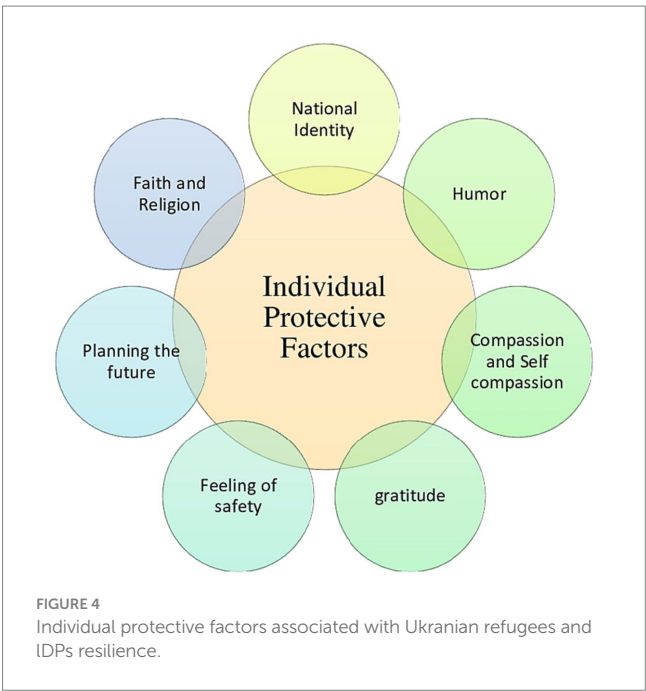 National
Identity
Humor
Compassion
and Self
compassion
gratitude
Feeling of
safety
Planning the
future
Faith and
Religion
Individual
Protective
Factors
FIGURE 4
Individual protective factors associated with Ukranian refugees and
IDPs resilience.